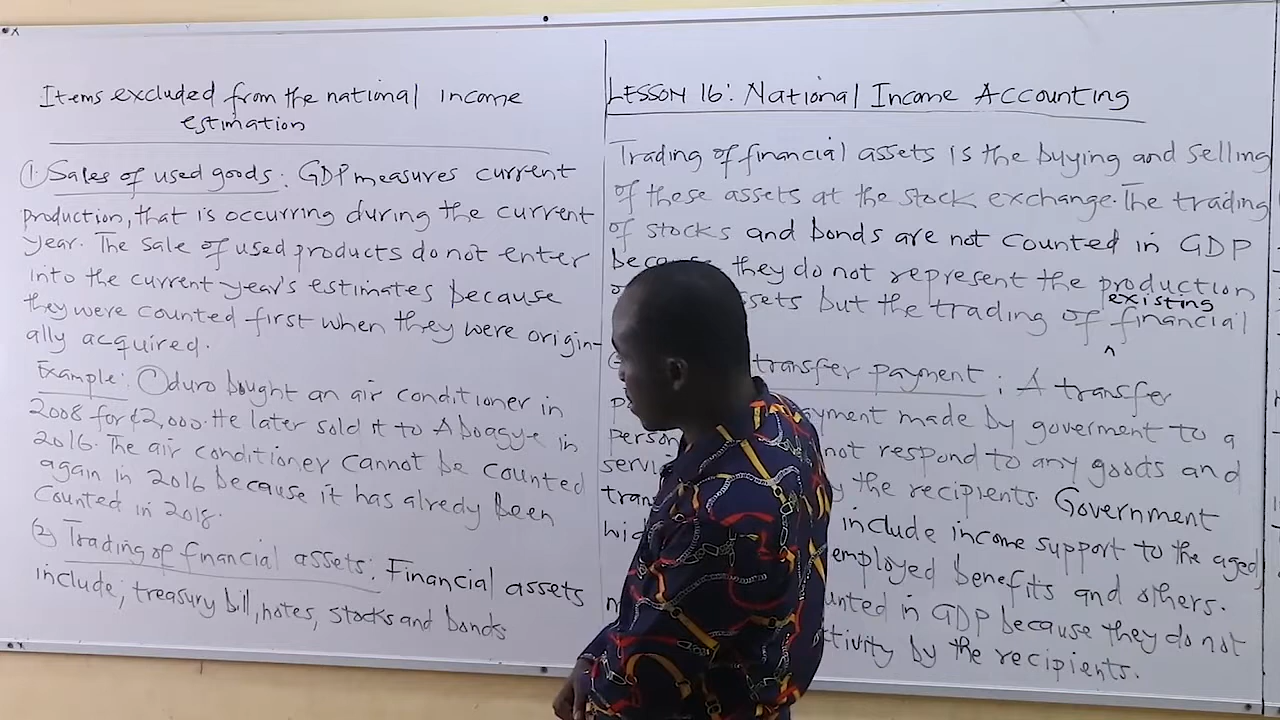 Items excluded from the national income
estimation
(1) Sales of used goods: GDP measures current
production, that is occurring during the current
year. The sale of used products do not enter
into the current year's estimates because
they were counted first when they were origin-
ally acquired.
Example: (1) Oduro bought an air conditioner in
2008 for ¢2,000. He later sold it to Aboagye in
2016. The air conditioner cannot be counted
again in 2016 because it has alredy been
counted in 2018.
(2) Trading of financial assets: Financial assets
include; treasury bill, notes, stocks and bonds
LESSON 16: National Income Accounting
Trading of financial assets is the buying and selling
of these assets at the stock exchange. The trading
of stocks and bonds are not counted in GDP
they do not represent the production
but the trading of ^ existing financial
transfer payment: A transfer
made by goverment to a
person
not respond to any goods and
the recipients. Government
include income support to the aged
employed benefits and others.
in GDP because they do not
by the recipients.